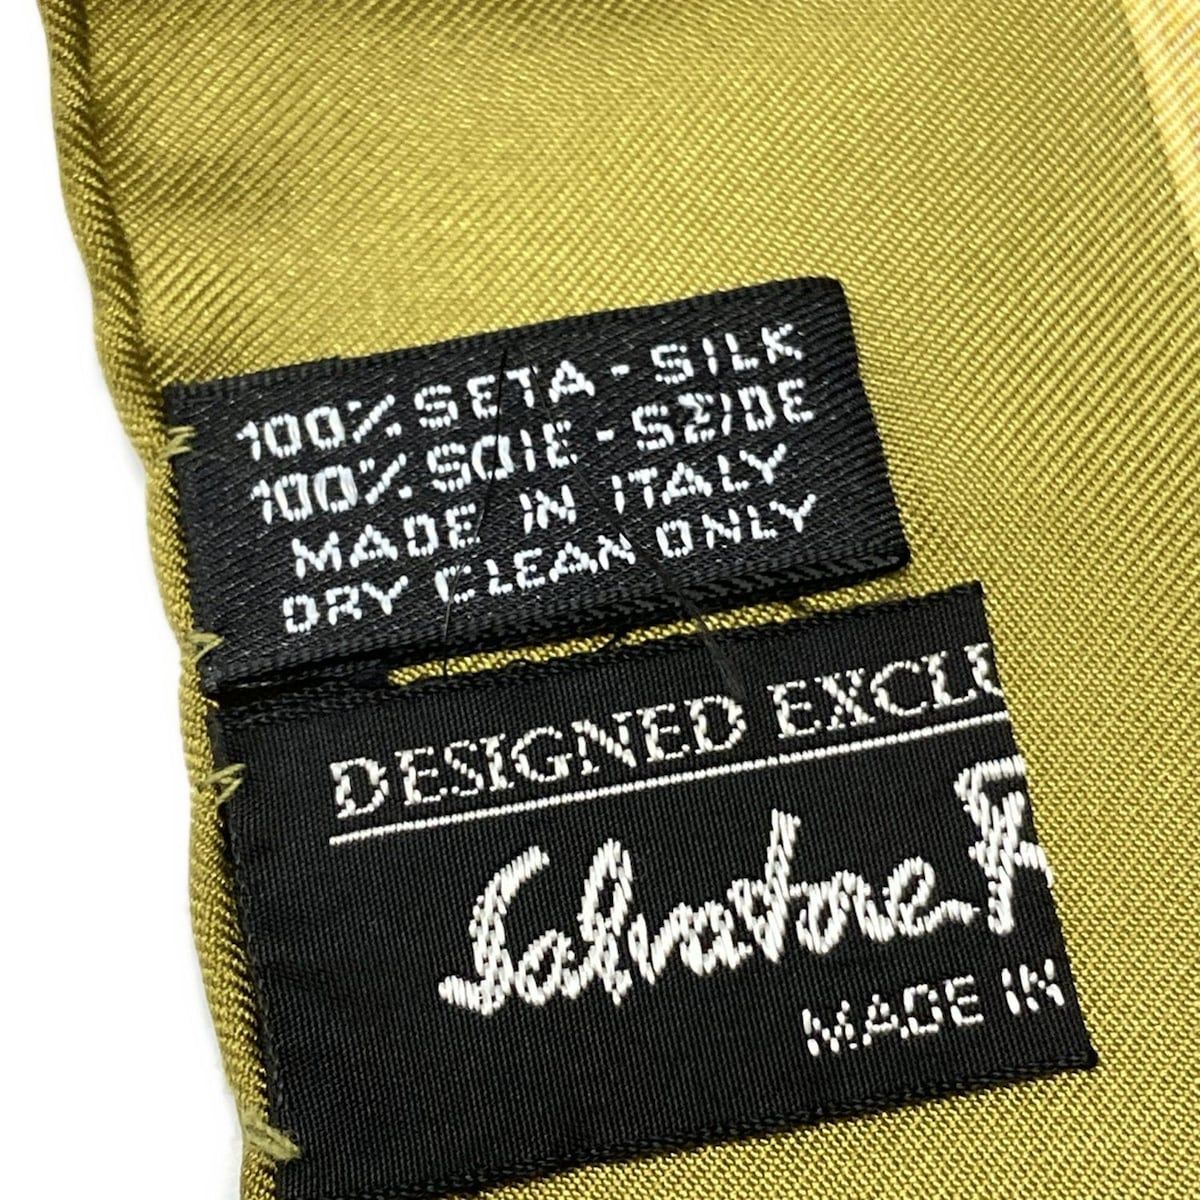 100% SETA - SILK
100% SOIE - SEIDE
MADE IN ITALY
DRY CLEAN ONLY
DESIGNED EXCLU
Salvatore F
MADE IN